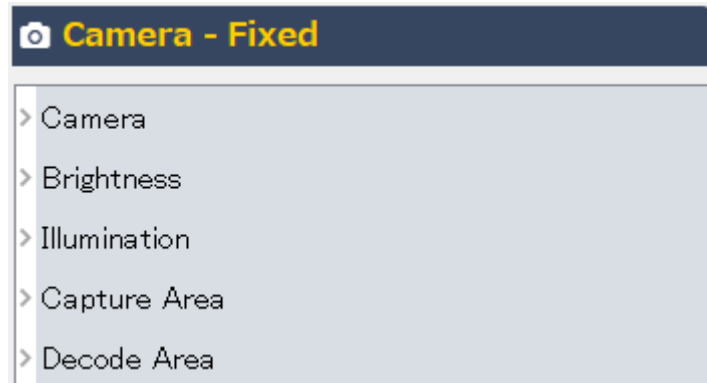 Camera - Fixed
Camera
Brightness
Illumination
Capture Area
Decode Area